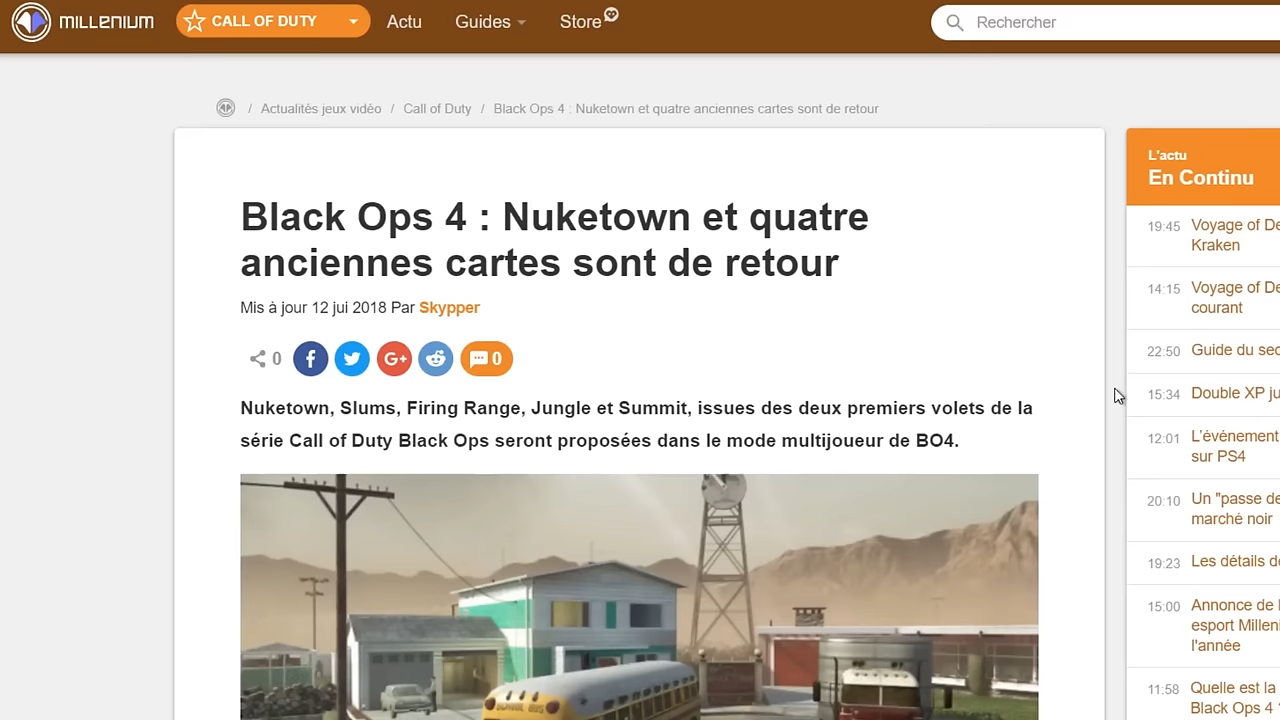 MILLENIUM
CALL OF DUTY
Actu
Guides
Store
Rechercher
/ Actualités jeux vidéo / Call of Duty / Black Ops 4 : Nuketown et quatre anciennes cartes sont de retour
Black Ops 4 : Nuketown et quatre
anciennes cartes sont de retour
Mis à jour 12 jui 2018 Par Skypper
0
0
Nuketown, Slums, Firing Range, Jungle et Summit, issues des deux premiers volets de la
série Call of Duty Black Ops seront proposées dans le mode multijoueur de BO4.
SCHOOL BUS
L'actu
En Continu
19:45 Voyage of De
Kraken
14:15 Voyage of De
courant
22:50 Guide du sec
15:34 Double XP ju
12:01 L'événement
sur PS4
20:10 Un "passe de
marché noir
19:23 Les détails de
15:00 Annonce de
esport Milleni
l'année
11:58 Quelle est la
Black Ops 4